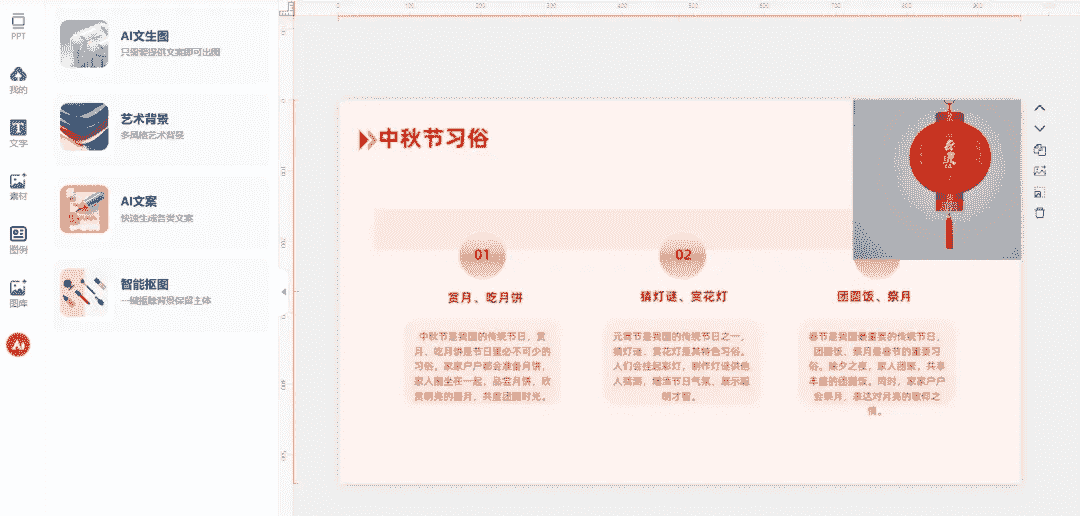 PPT
我的
文字
素材
图例
图库
Ai
AI文生图
只需要提供文案即可出图
艺术背景
多风格艺术背景
AI文案
快速生成各类文案
智能抠图
一键抠除背景保留主体
中秋节习俗
01
赏月、吃月饼
中秋节是我国的传统节日，赏
月、吃月饼是节日里必不可少的
习俗。家家户户都会准备月饼，
家人围坐在一起，品尝月饼，欣
赏明亮的圆月，共度团圆时光。
02
猜灯谜、赏花灯
元宵节是我国的传统节日之一，
猜灯谜、赏花灯是其特色习俗。
人们会挂起彩灯，制作灯谜供他
人猜测，增添节日气氛，展示聪
明才智。
团圆饭、祭月
春节是我国最重要的传统节日，
团圆饭、祭月是春节的重要习
俗。除夕之夜，家人团聚，共享
丰盛的团圆饭。同时，家家户户
会祭月，表达对月亮的敬仰之
情。